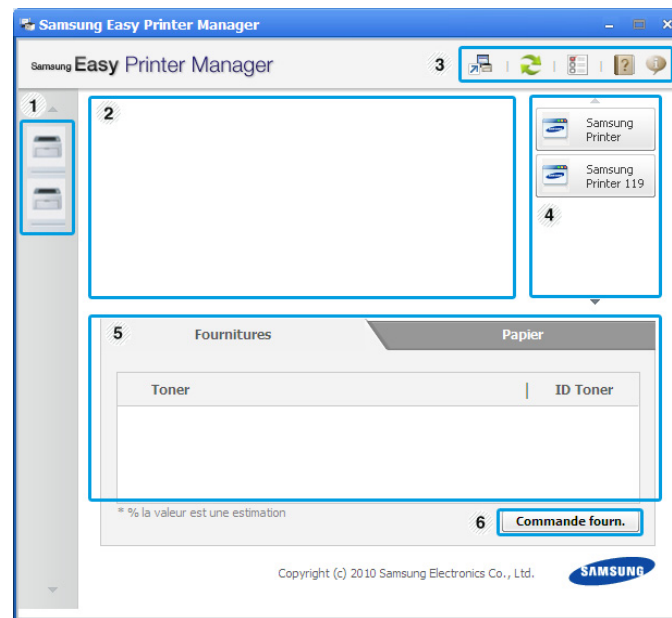 Samsung Easy Printer Manager
Samsung Easy Printer Manager
3
?
1
2
Samsung
Printer
Samsung
Printer 119
4
5
Fournitures
Papier
Toner
ID Toner
* % la valeur est une estimation
6
Commande fourn.
Copyright (c) 2010 Samsung Electronics Co., Ltd.
SAMSUNG